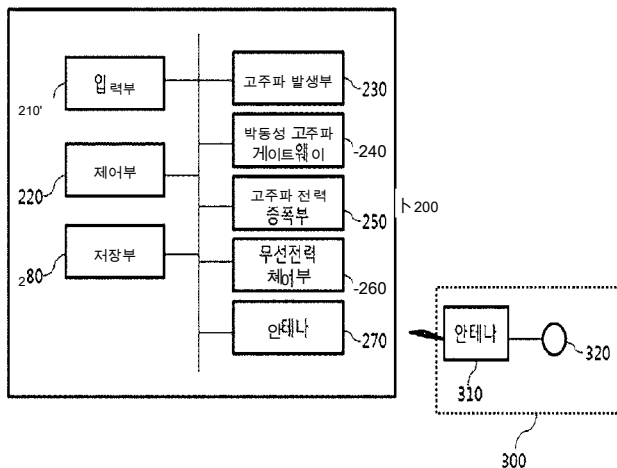 입력부
210'
제어부
220
저장부
280
고주파 발생부
230
박동성 고주파
게이트웨이
-240
고주파 전력
증폭부
250
무선전력
제어부
-260
안테나
270
200
안테나
310
320
300